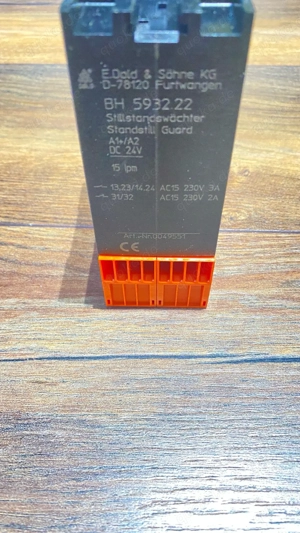 E.Dold & Söhne KG
D-78120 Furtwangen
BH 5932.22
Stillstandswächter
Standstill Guard
A1+/A2
DC 24V
15 Ipm
13,23/14,24 AC15 230V 3A
31/32 AC15 230V 2A
CE